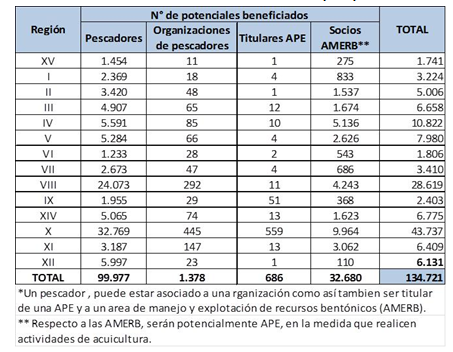 Región N° de potenciales beneficiados TOTAL
Pescadores Organizaciones de pescadores Titulares APE Socios AMERB**
XV 1.454 11 1 275 1.741
I 2.369 18 4 833 3.224
II 3.420 48 1 1.537 5.006
III 4.907 65 12 1.674 6.658
IV 5.591 85 10 5.136 10.822
V 5.284 66 4 2.626 7.980
VI 1.233 28 2 543 1.806
VII 2.673 47 4 686 3.410
VIII 24.073 292 11 4.243 28.619
IX 1.955 29 51 368 2.403
XIV 5.065 74 13 1.623 6.775
X 32.769 445 559 9.964 43.737
XI 3.187 147 13 3.062 6.409
XII 5.997 23 1 110 6.131
TOTAL 99.977 1.378 686 32.680 134.721
*Un pescador , puede estar asociado a una rganización como así tambien ser titular
de una APE y a un area de manejo y explotación de recursos bentónicos (AMERB).
** Respecto a las AMERB, serán potencialmente APE, en la medida que realicen
actividades de acuicultura.